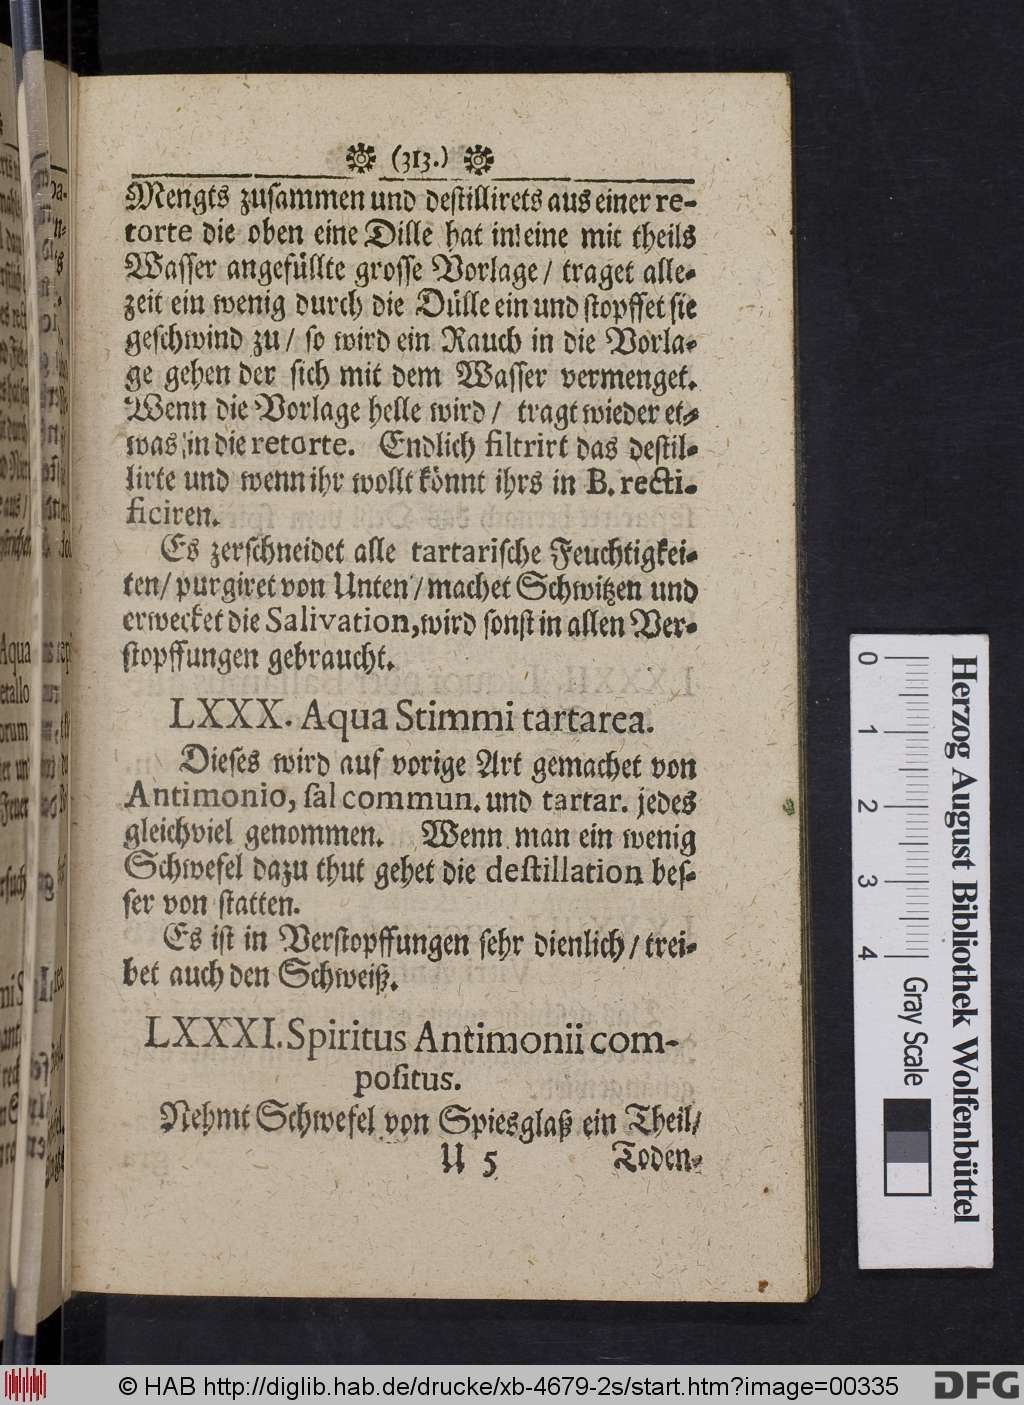 (313.)
Mengts zusammen und destillirets aus einer re-
torte die oben eine Dille hat in eine mit theils
Wasser angefüllte grosse Vorlage / traget alle-
zeit ein wenig durch die Dülle ein und stopffet sie
geschwind zu / so wird ein Rauch in die Vorla-
ge gehen der sich mit dem Wasser vermenget.
Wenn die Vorlage helle wird / tragt wieder et-
was in die retorte. Endlich filtrirt das destil-
lirte und wenn ihr wollt könnt ihrs in B. recti-
ficiren.
Es zerschneidet alle tartarische Feuchtigkei-
ten / purgiret von Unten / machet Schwitzen und
erwecket die Salivation, wird sonst in allen Ver-
stopffungen gebraucht.
LXXX. Aqua Stimmi tartarea.
Dieses wird auf vorige Art gemachet von
Antimonio, sal commun. und tartar. jedes
gleichviel genommen. Wenn man ein wenig
Schwefel dazu thut gehet die destillation bes-
ser von statten.
Es ist in Verstopffungen sehr dienlich / trei-
bet auch den Schweiß.
LXXXI. Spiritus Antimonii com-
positus.
Nehmt Schwefel von Spiesglaß ein Theil /
U 5 Toden-
Herzog August Bibliothek Wolfenbüttel
0 1 2 3 4 Gray Scale
© HAB http://diglib.hab.de/drucke/xb-4679-2s/start.htm?image=00335
DFG